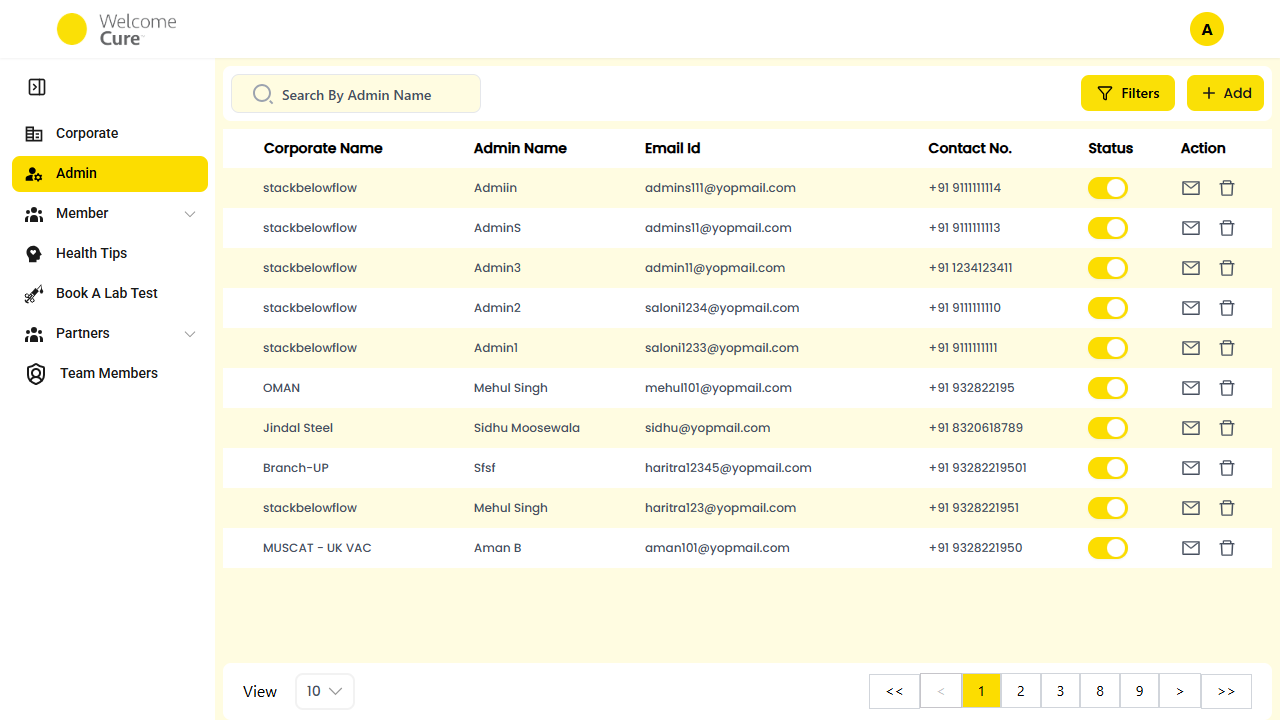 Welcome
Cure™
A
Search By Admin Name
Filters
+ Add
Corporate
Admin
Member
Health Tips
Book A Lab Test
Partners
Team Members
Corporate Name Admin Name Email Id Contact No. Status Action
stackbelowflow Admiin admins111@yopmail.com +91 9111111114
stackbelowflow AdminS admins11@yopmail.com +91 9111111113
stackbelowflow Admin3 admin11@yopmail.com +91 1234123411
stackbelowflow Admin2 saloni1234@yopmail.com +91 9111111110
stackbelowflow Admin1 saloni1233@yopmail.com +91 9111111111
OMAN Mehul Singh mehul101@yopmail.com +91 932822195
Jindal Steel Sidhu Moosewala sidhu@yopmail.com +91 8320618789
Branch-UP Sfsf haritra12345@yopmail.com +91 93282219501
stackbelowflow Mehul Singh haritra123@yopmail.com +91 9328221951
MUSCAT - UK VAC Aman B aman101@yopmail.com +91 9328221950
View 10 << < 1 2 3 8 9 > >>